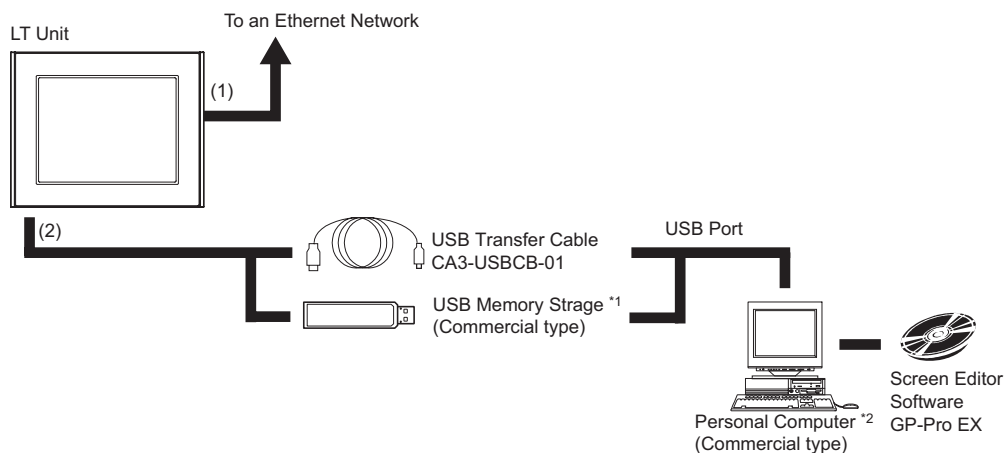 To an Ethernet Network
LT Unit
(1)
(2)
USB Transfer Cable
CA3-USBCB-01
USB Port
USB Memory Strage *1
(Commercial type)
Personal Computer *2
(Commercial type)
Screen Editor
Software
GP-Pro EX